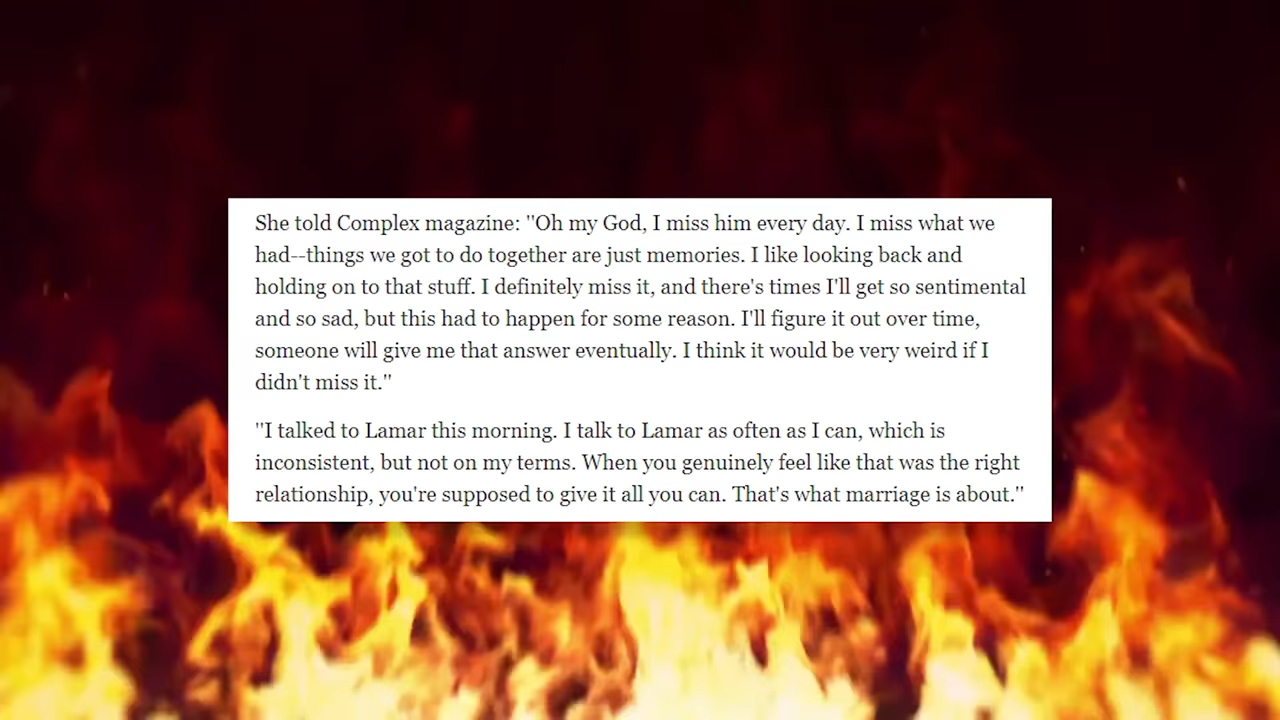 She told Complex magazine: "Oh my God, I miss him every day. I miss what we
had--things we got to do together are just memories. I like looking back and
holding on to that stuff. I definitely miss it, and there's times I'll get so sentimental
and so sad, but this had to happen for some reason. I'll figure it out over time,
someone will give me that answer eventually. I think it would be very weird if I
didn't miss it."
"I talked to Lamar this morning. I talk to Lamar as often as I can, which is
inconsistent, but not on my terms. When you genuinely feel like that was the right
relationship, you're supposed to give it all you can. That's what marriage is about."